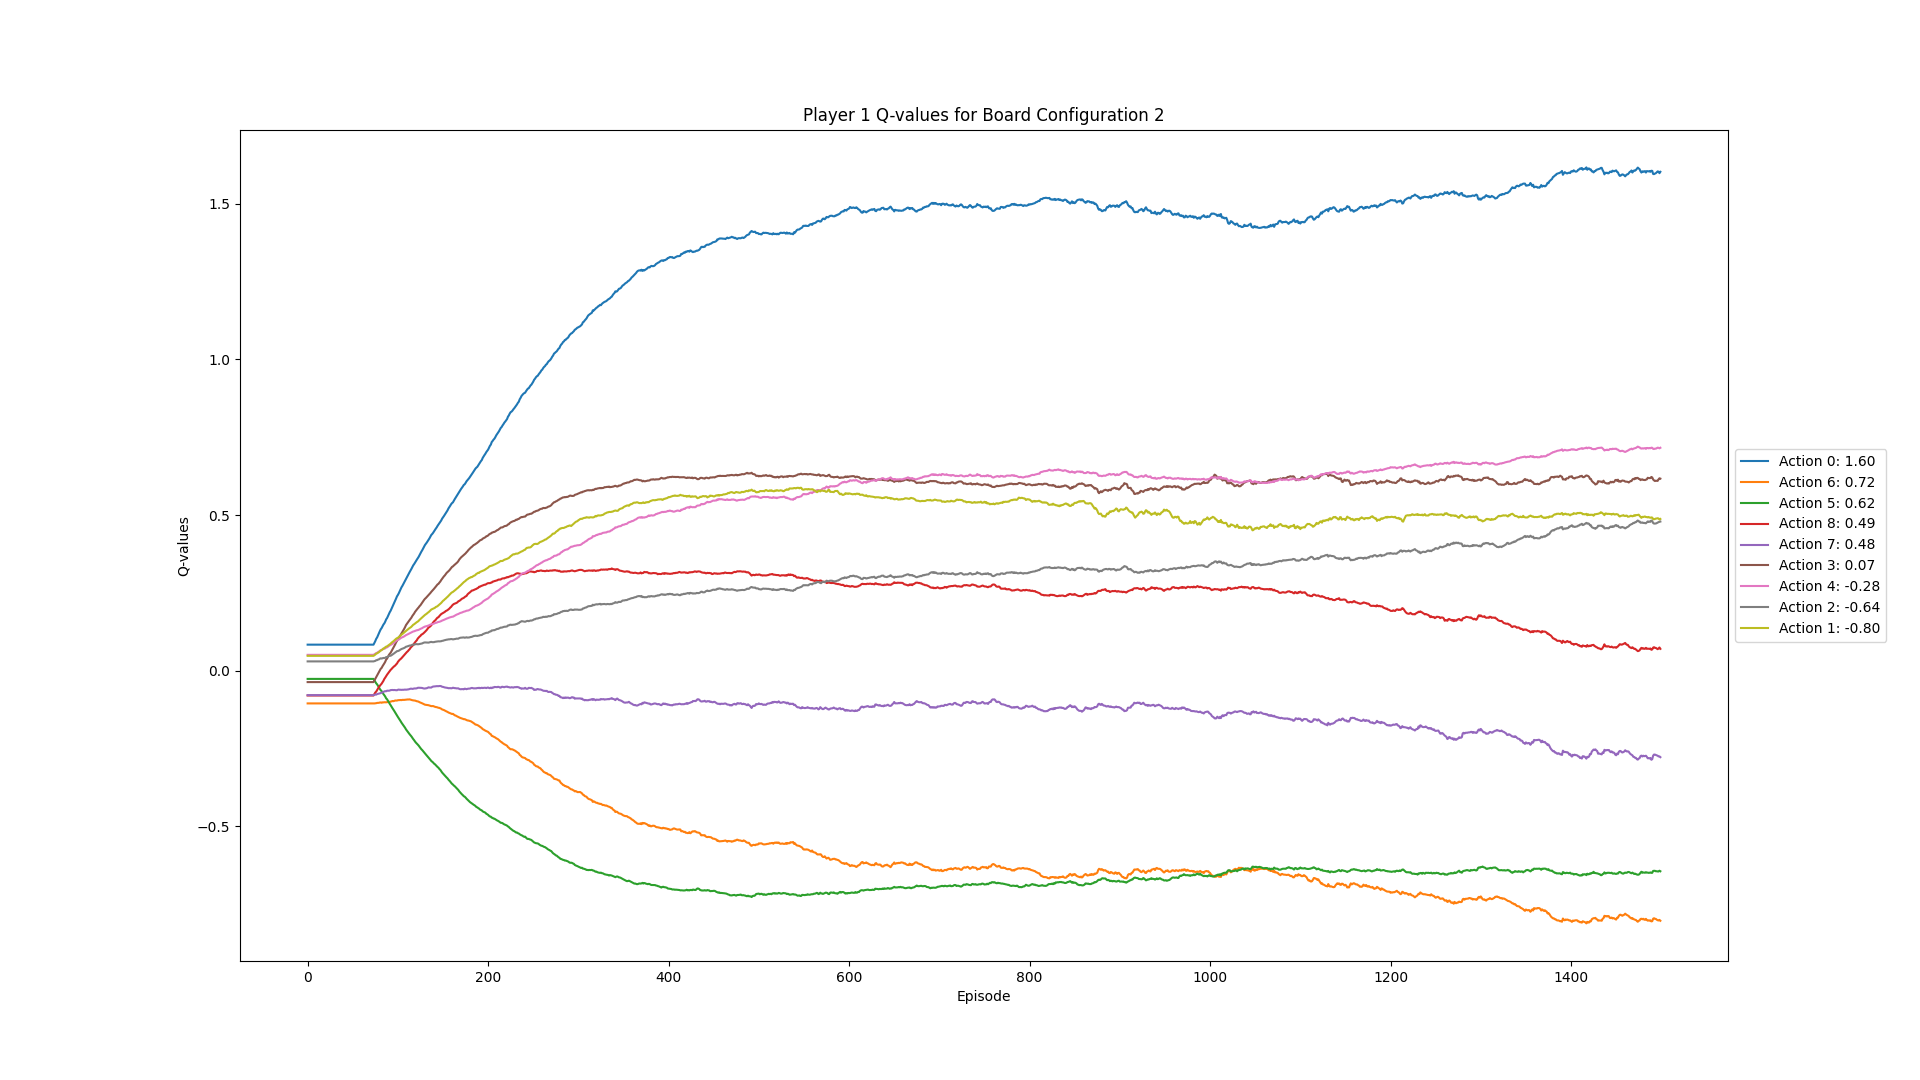 Player 1 Q-values for Board Configuration 2
1.5
1.0
0.5
0.0
−0.5
Q-values
0
200
400
600
800
1000
1200
1400
Episode
Action 0: 1.60
Action 6: 0.72
Action 5: 0.62
Action 8: 0.49
Action 7: 0.48
Action 3: 0.07
Action 4: -0.28
Action 2: -0.64
Action 1: -0.80